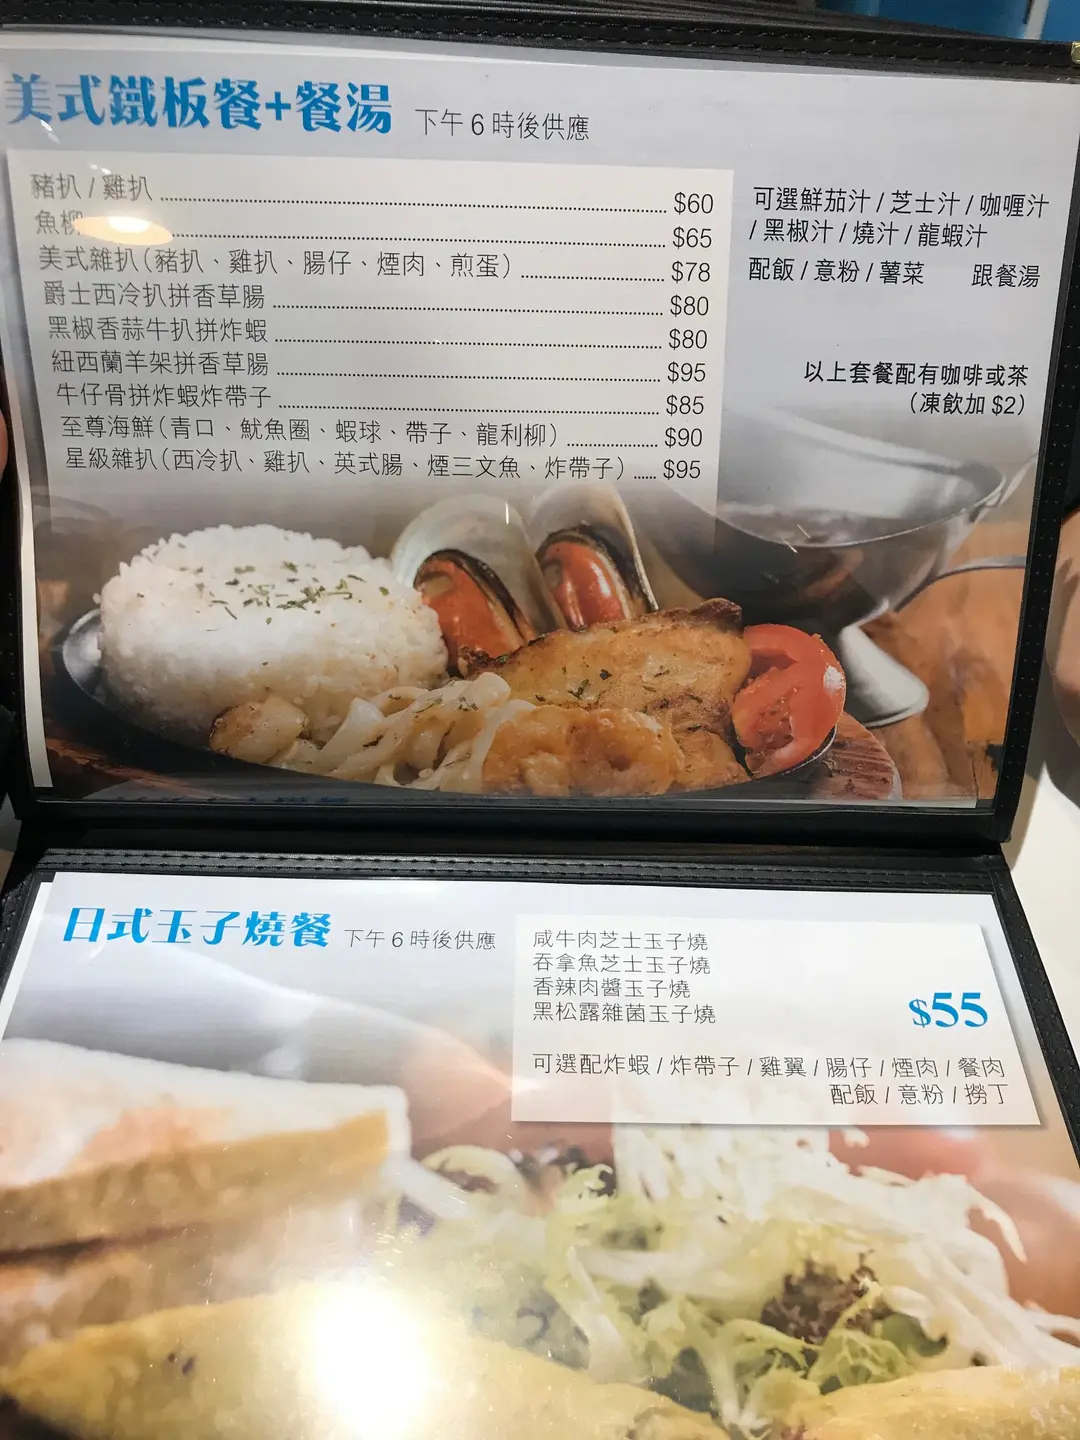 美式鐵板餐+餐湯 下午6時後供應
豬扒 / 雞扒 $60
魚柳 $65
美式雜扒(豬扒、雞扒、腸仔、煙肉、煎蛋) $78
爵士西冷扒拼香草腸 $80
黑椒香蒜牛扒拼炸蝦 $80
紐西蘭羊架拼香草腸 $95
牛仔骨拼炸蝦炸帶子 $85
至尊海鮮(青口、魷魚圈、蝦球、帶子、龍利柳) $90
星級雜扒(西冷扒、雞扒、英式腸、煙三文魚、炸帶子) $95
可選鮮茄汁 / 芝士汁 / 咖喱汁
/ 黑椒汁 / 燒汁 / 龍蝦汁
配飯 / 意粉 / 薯菜 跟餐湯
以上套餐配有咖啡或茶
(凍飲加 $2)
日式玉子燒餐 下午6時後供應
咸牛肉芝士玉子燒
吞拿魚芝士玉子燒
香辣肉醬玉子燒
黑松露雜菌玉子燒
$55
可選配炸蝦 / 炸帶子 / 雞翼 / 腸仔 / 煙肉 / 餐肉
配飯 / 意粉 / 撈丁